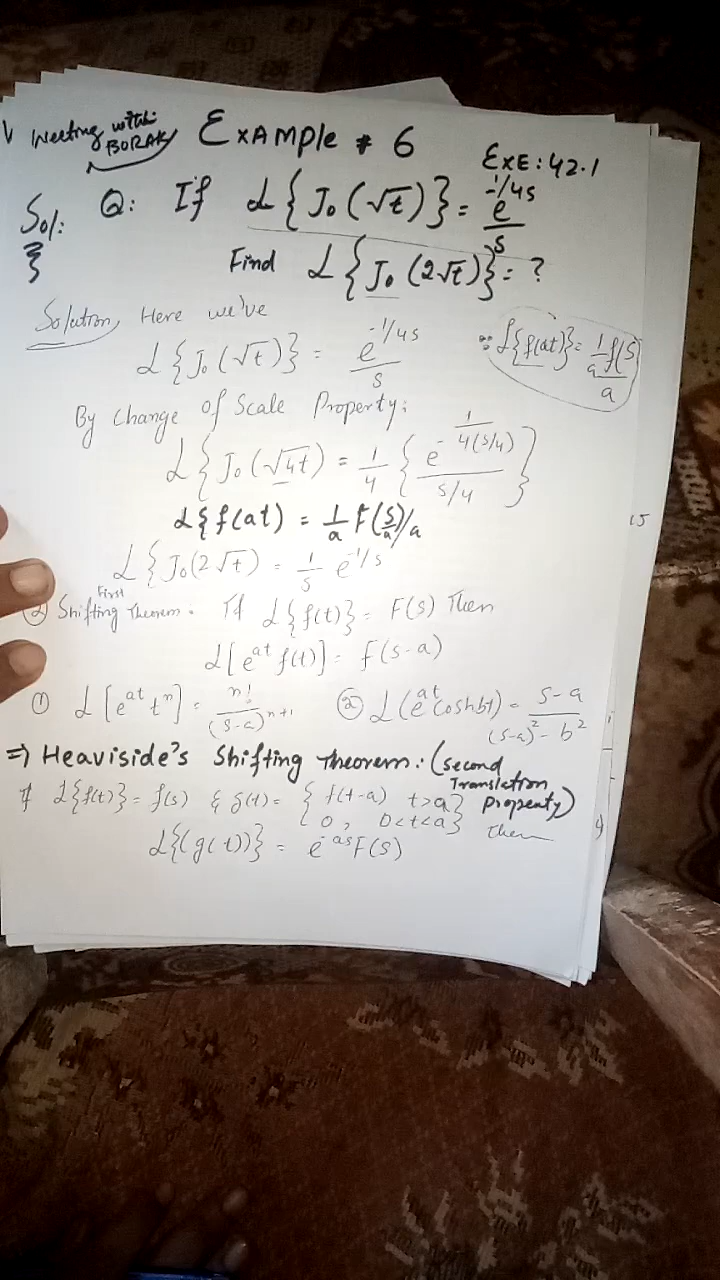 Meeting with BORAK Example # 6
EXE: 42.1
Sol: Q: If ℒ{J₀(√t)} = e^(-1/4s)/s
Find ℒ{J₀(2√t)} = ?
Solution, Here we've
ℒ{J₀(√t)} = e^(-1/4s)/s
∵ ℒ{f(at)} = 1/a f(s)/a
By Change of Scale Property:
ℒ{J₀(√4t) = 1/4 {e^(-1/4(s/4))/(s/4)}
ℒ{f(at) = 1/a F(s/a)/a
15
ℒ{J₀(2√t) = 1/s e^(-1/s)
② First Shifting Theorem. If ℒ{f(t)} = F(s) Then
ℒ[e^at f(t)] = f(s-a)
① ℒ[e^at tⁿ] = n!/(s-a)^(n+1) ② ℒ(e^at coshbt) = (s-a)/((s-a)² - b²)
⇒ Heaviside's Shifting Theorem: (second
Translation
If ℒ{f(t)} = f(s) & g(t) = { f(t-a) t>a } Property)
0, 0<t<a } then
ℒ{(g(t))} = e^(-as) F(s)